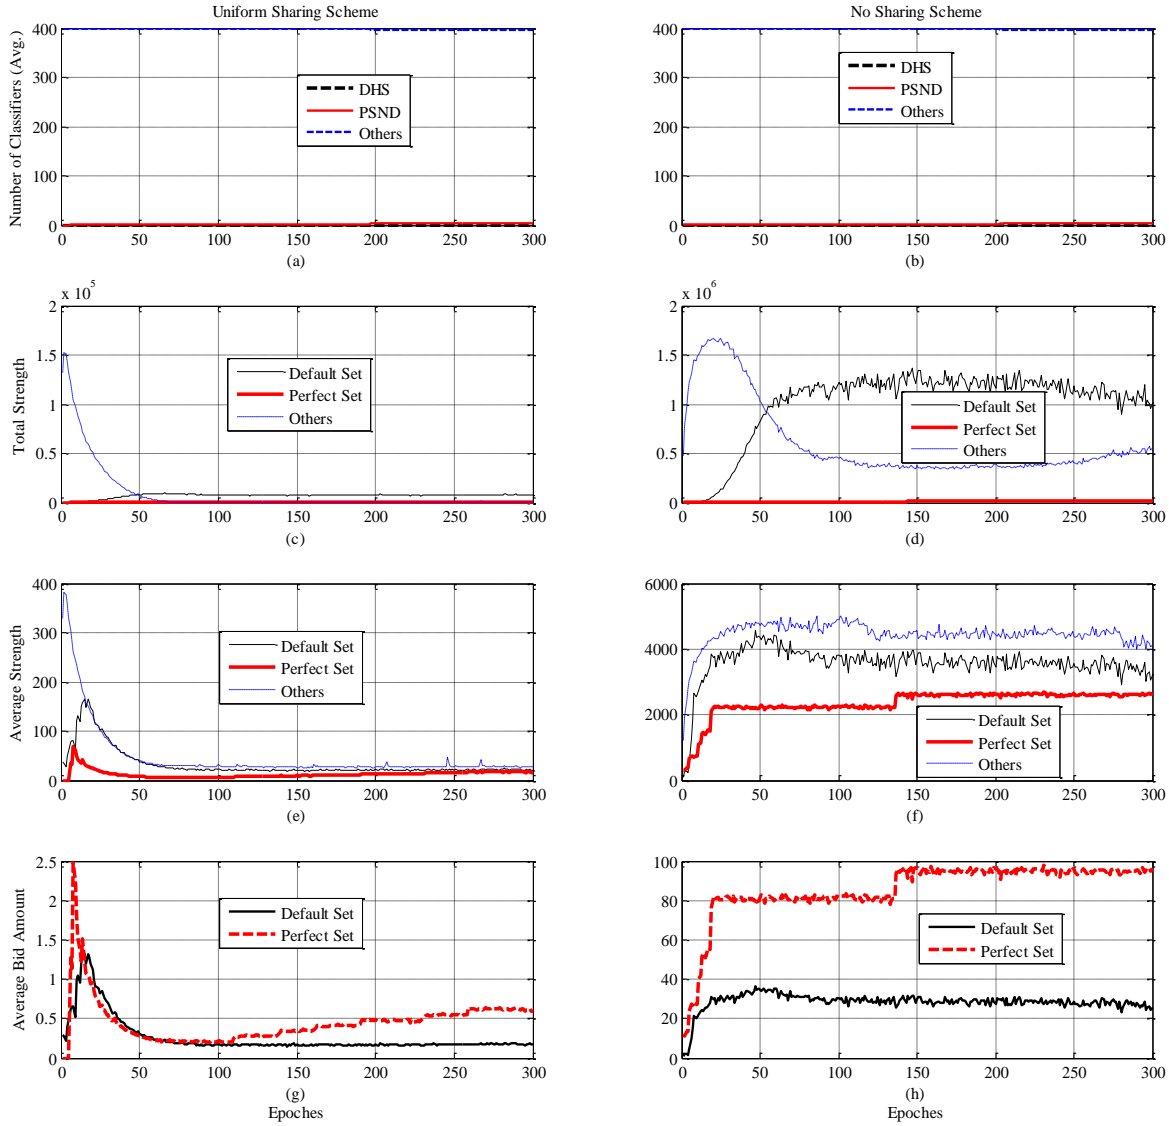 Uniform Sharing Scheme
Number of Classifiers (Avg.)
400
300
200
100
0
DHS
PSND
Others
0 50 100 150 200 250 300
(a)
No Sharing Scheme
400
300
200
100
0
DHS
PSND
Others
0 50 100 150 200 250 300
(b)
x 10^5
Total Strength
2
1.5
1
0.5
0
Default Set
Perfect Set
Others
0 50 100 150 200 250 300
(c)
x 10^6
2
1.5
1
0.5
0
Default Set
Perfect Set
Others
0 50 100 150 200 250 300
(d)
Average Strength
400
300
200
100
0
Default Set
Perfect Set
Others
0 50 100 150 200 250 300
(e)
6000
4000
2000
0
Default Set
Perfect Set
Others
0 50 100 150 200 250 300
(f)
Average Bid Amount
2.5
2
1.5
1
0.5
0
Default Set
Perfect Set
0 50 100 150 200 250 300
(g)
Epoches
100
80
60
40
20
0
Default Set
Perfect Set
0 50 100 150 200 250 300
(h)
Epoches